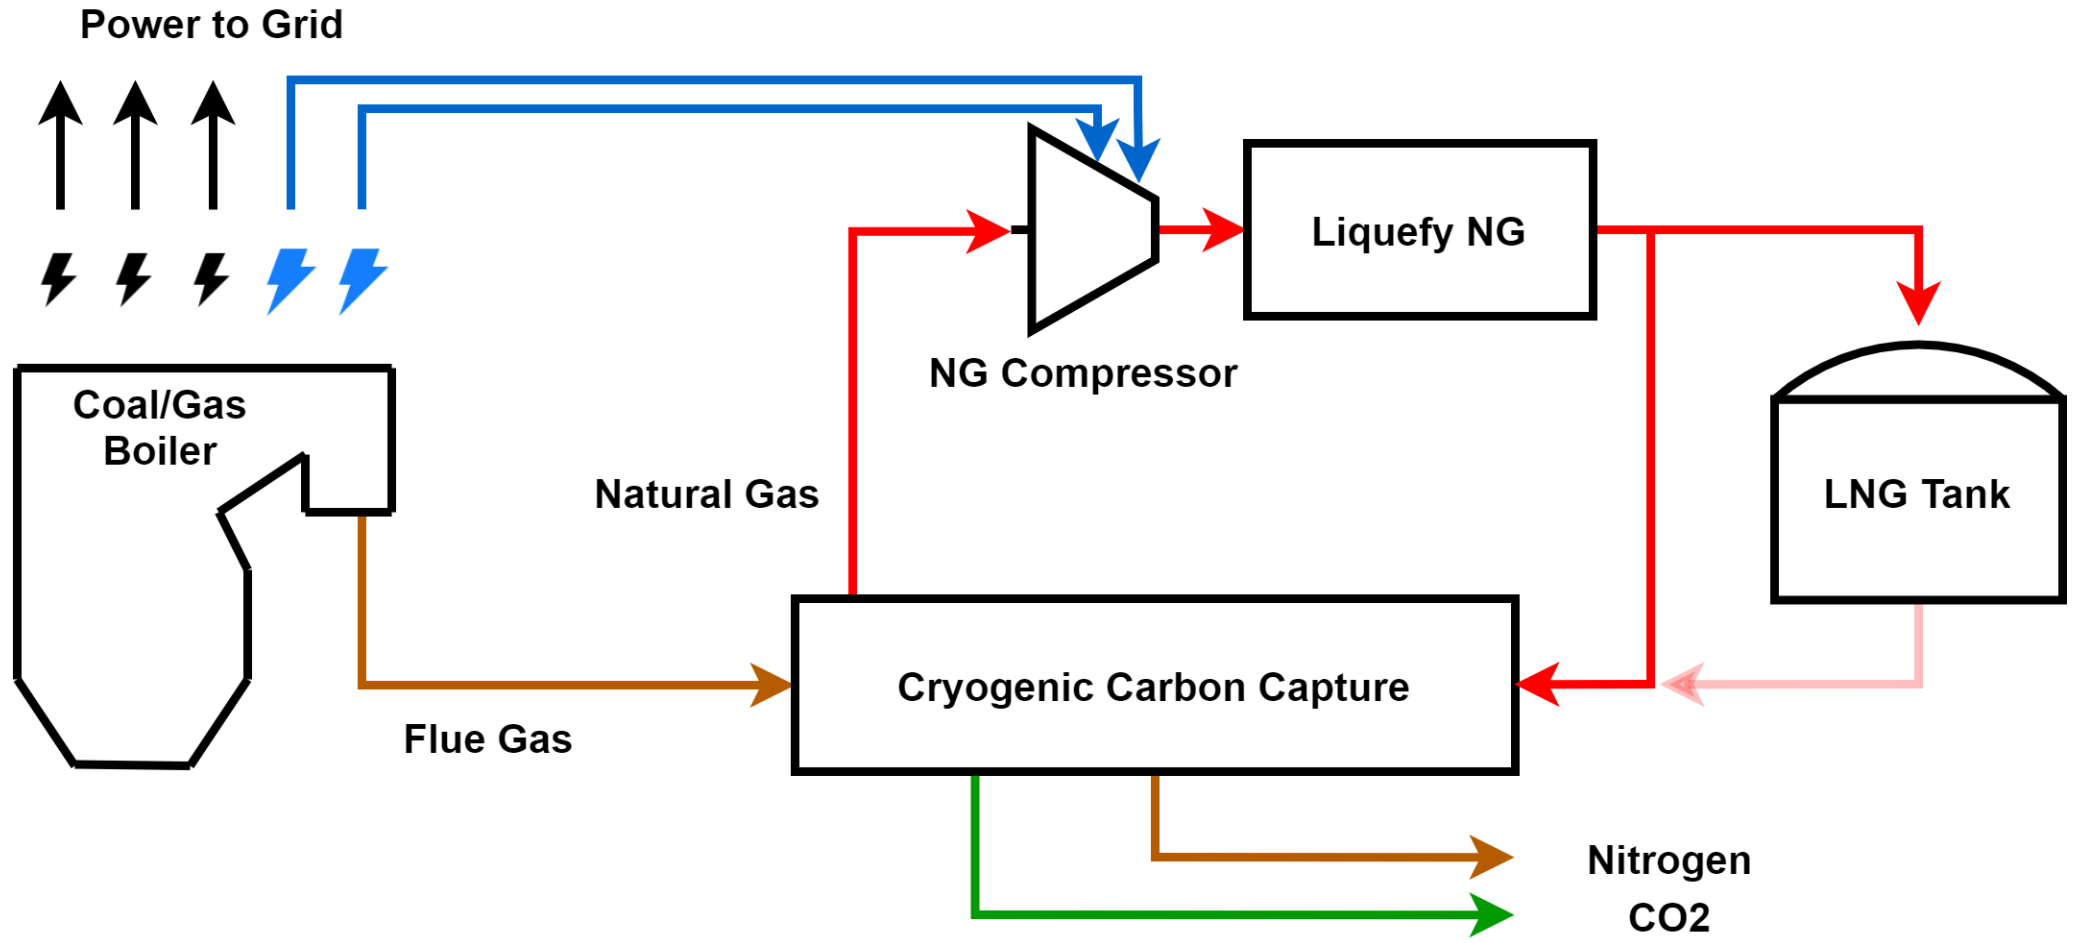 Power to Grid
Coal/Gas
Boiler
Flue Gas
Natural Gas
NG Compressor
Liquefy NG
LNG Tank
Cryogenic Carbon Capture
Nitrogen
CO2